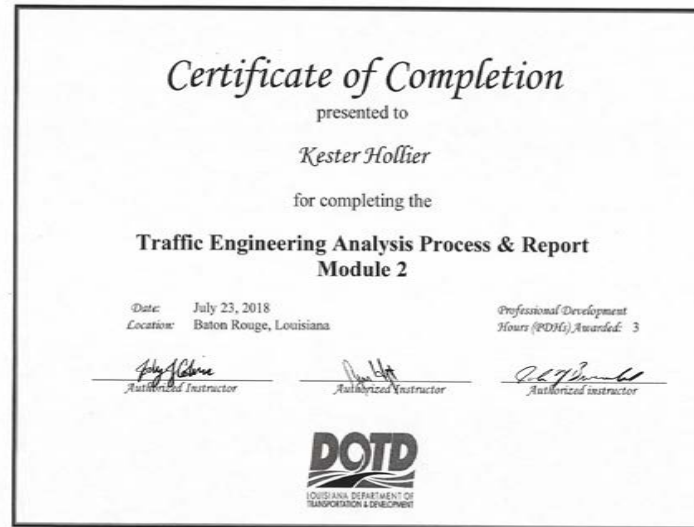 Certificate of Completion
presented to
Kester Hollier
for completing the
Traffic Engineering Analysis Process & Report
Module 2
Date: July 23, 2018
Location: Baton Rouge, Louisiana
Professional Development
Hours (PDHs) Awarded: 3
Authorized Instructor
Authorized Instructor
Authorized instructor
DOTD
LOUISIANA DEPARTMENT OF
TRANSPORTATION & DEVELOPMENT